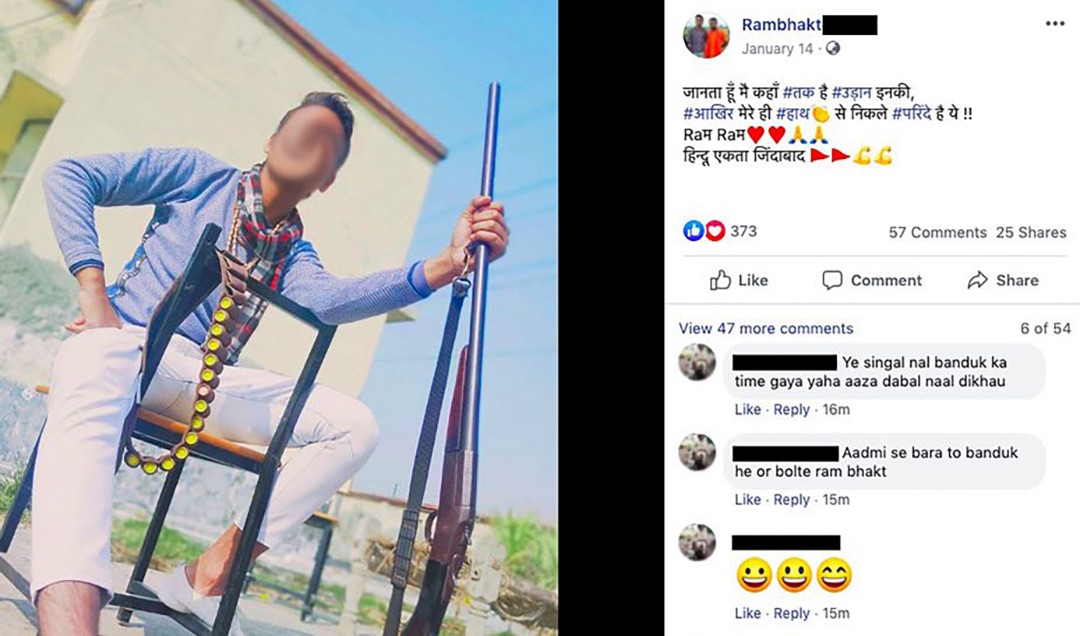 Rambhakt
January 14
जानता हूँ मै कहाँ #तक है #उड़ान इनकी,
#आखिर मेरे ही #हाथ👏 से निकले #परिंदे है ये !!
Raम Raम❤️❤️🙏🙏
हिन्दू एकता जिंदाबाद 🚩🚩💪💪
373
57 Comments 25 Shares
Like Comment Share
View 47 more comments 6 of 54
Ye singal nal banduk ka
time gaya yaha aaza dabal naal dikhau
Like · Reply · 16m
Aadmi se bara to banduk
he or bolte ram bhakt
Like · Reply · 15m
😀😀😄
Like · Reply · 15m